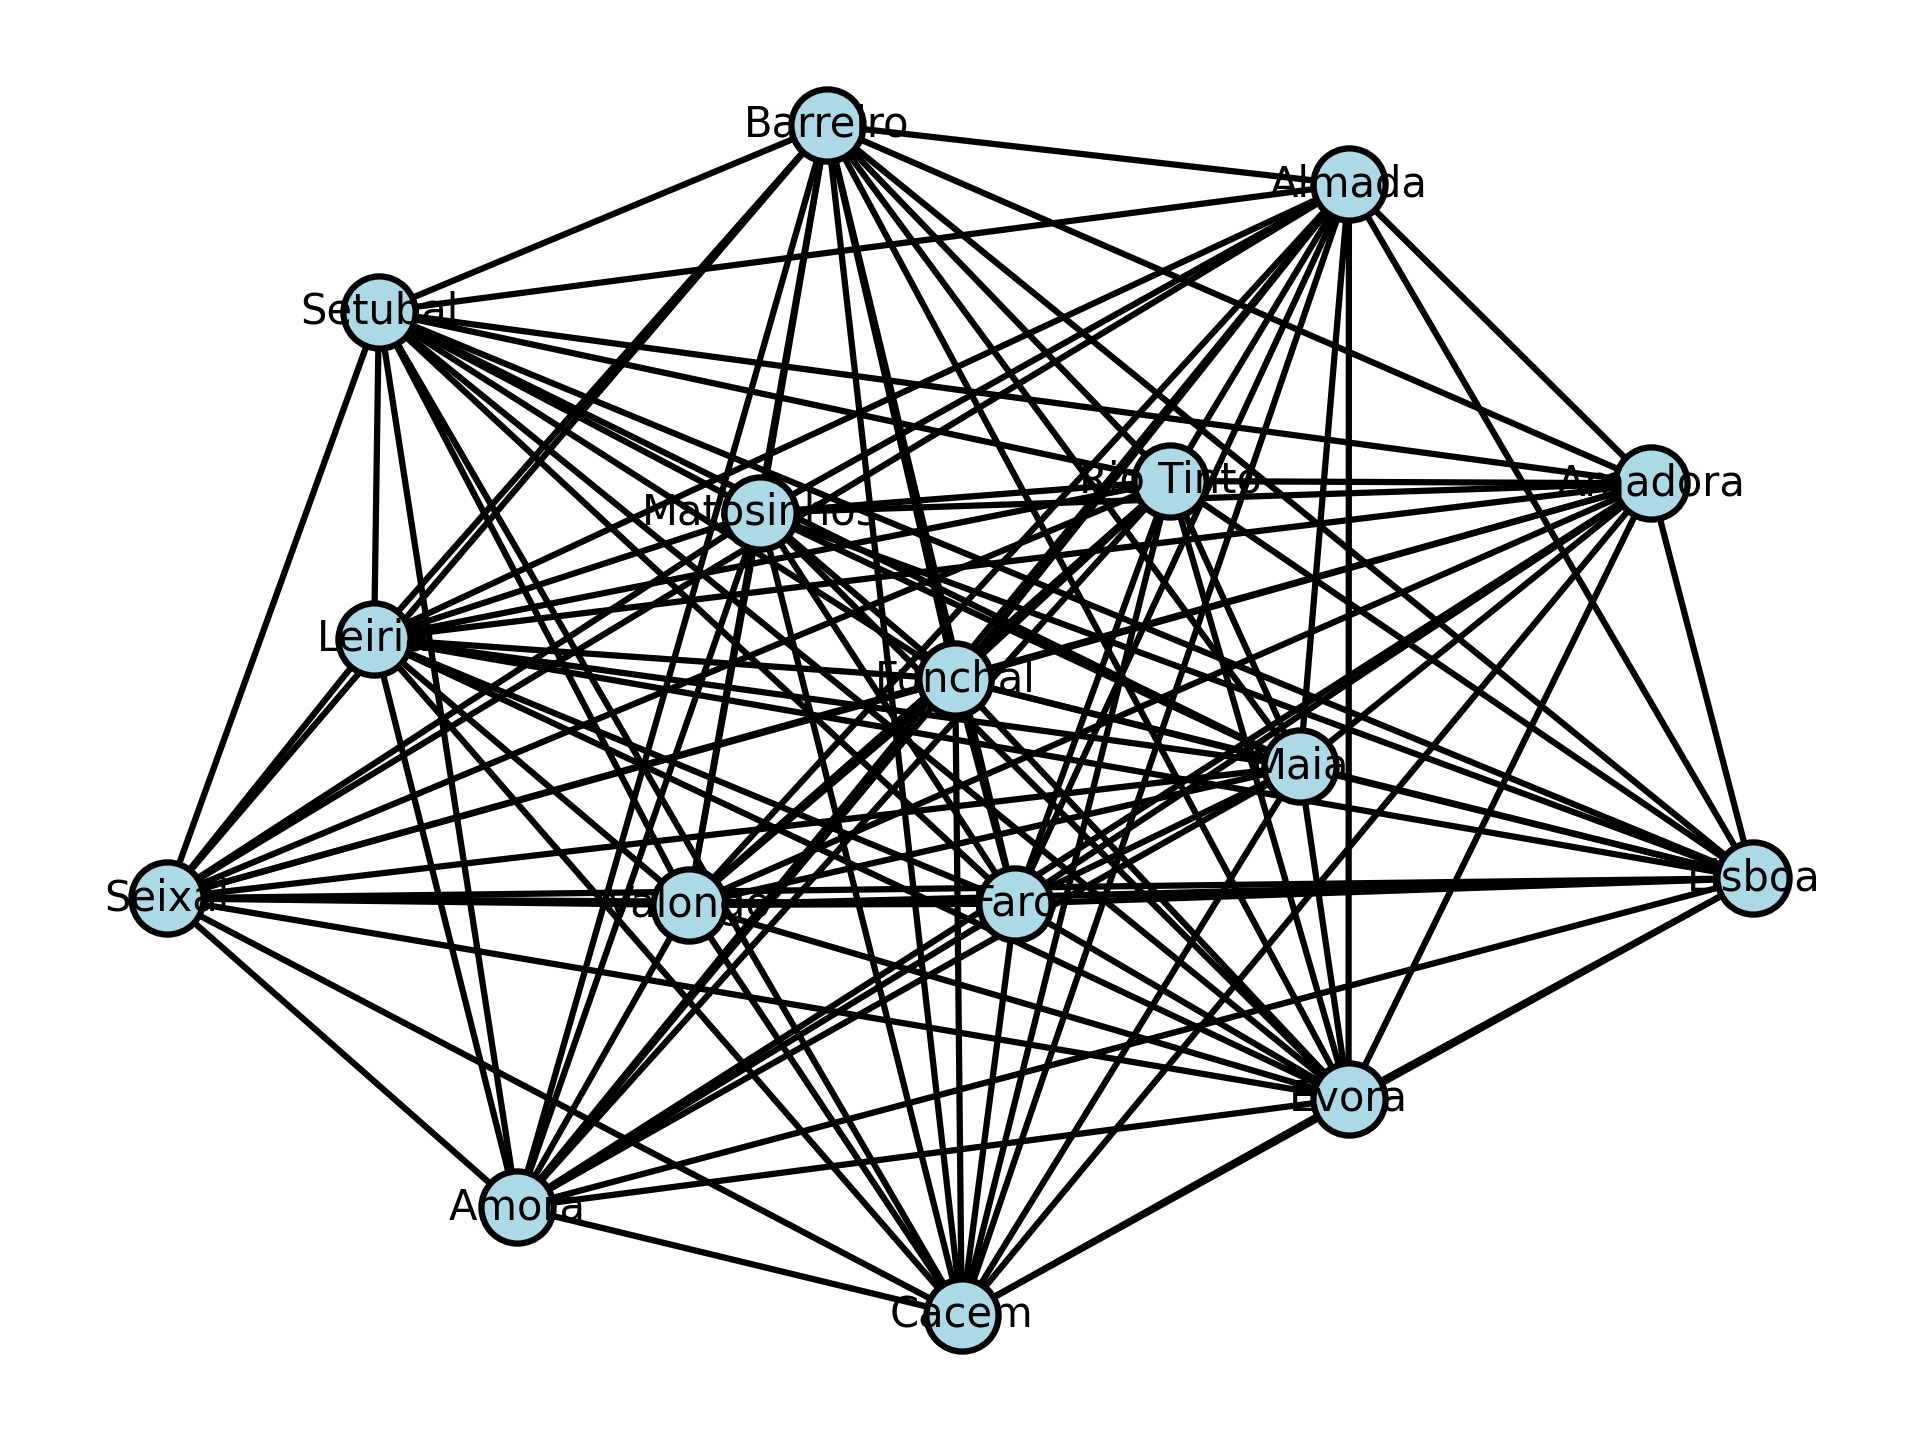 Barreiro
Almada
Setubal
Rio Tinto
Amadora
Matosinhos
Leiria
Funchal
Maia
Lisboa
Seixal
Valongo
Faro
Evora
Amora
Cacem